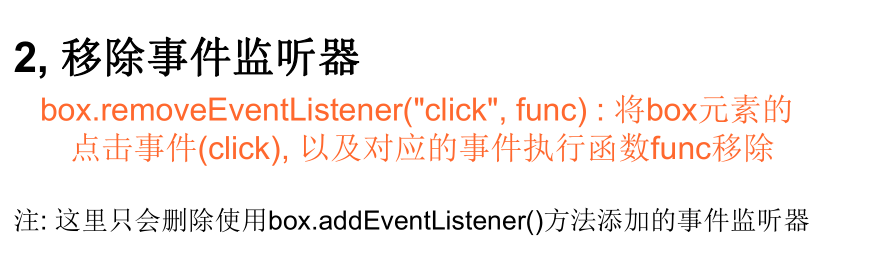 2, 移除事件监听器
box.removeEventListener("click", func) : 将box元素的
点击事件(click), 以及对应的事件执行函数func移除
注: 这里只会删除使用box.addEventListener()方法添加的事件监听器